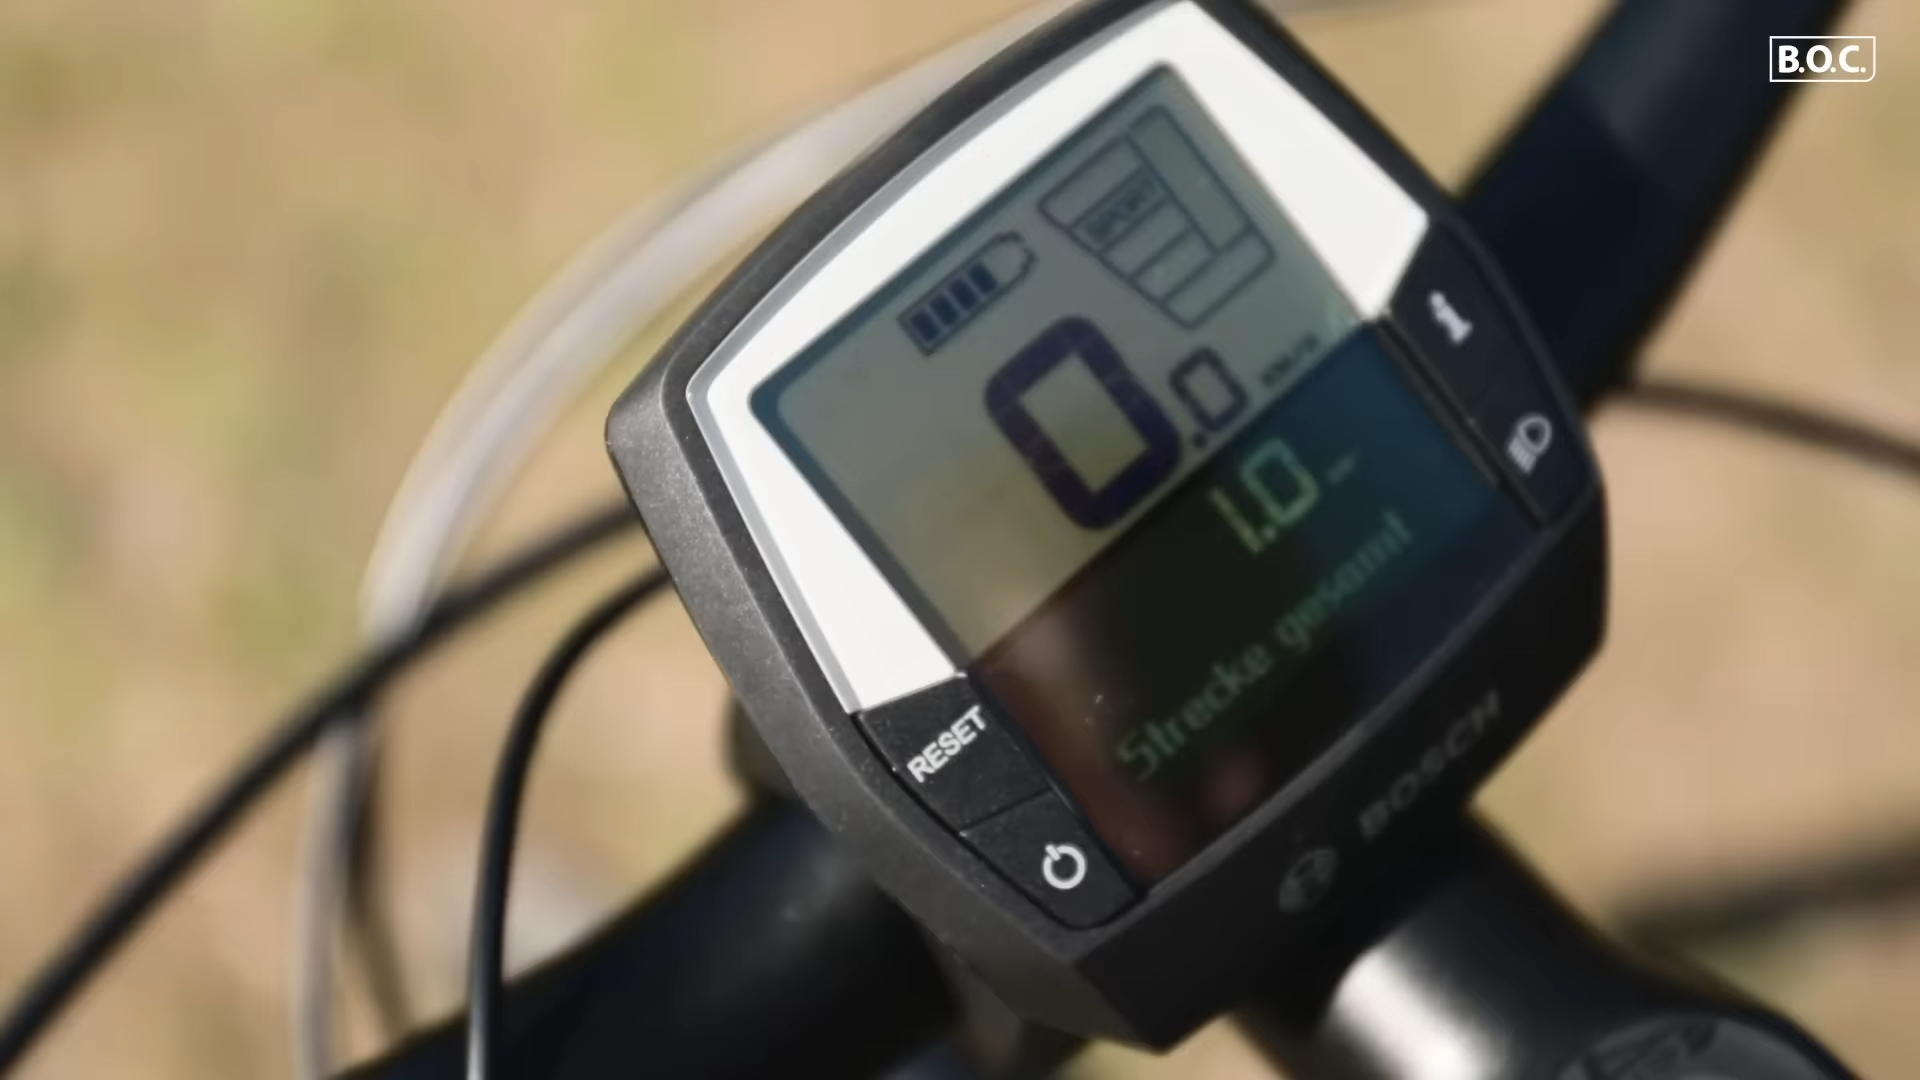 B.O.C.
SPORT
0.0 km/h
1.0
Strecke gesamt
RESET
BOSCH